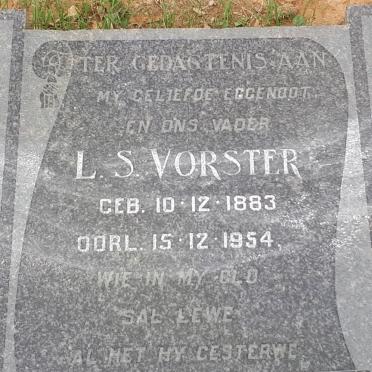 TER GEDAGTENIS AAN
MY GELIEFDE EGGENOOT
EN ONS VADER
L. S. VORSTER
GEB. 10·12·1883
OORL. 15·12·1954.
WIE IN MY GLO
SAL LEWE
AL HET HY GESTERWE